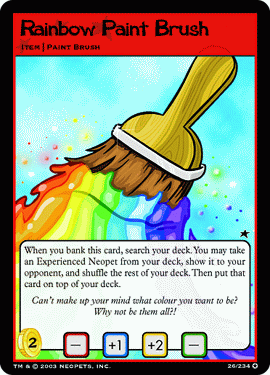 Rainbow Paint Brush
Item | Paint Brush
When you bank this card, search your deck. You may take
an Experienced Neopet from your deck, show it to your
opponent, and shuffle the rest of your deck. Then put that
card on top of your deck.
Can't make up your mind what colour you want to be?
Why not be them all?!
2
— +1 +2 —
TM & © 2003 NEOPETS, INC.
26/234